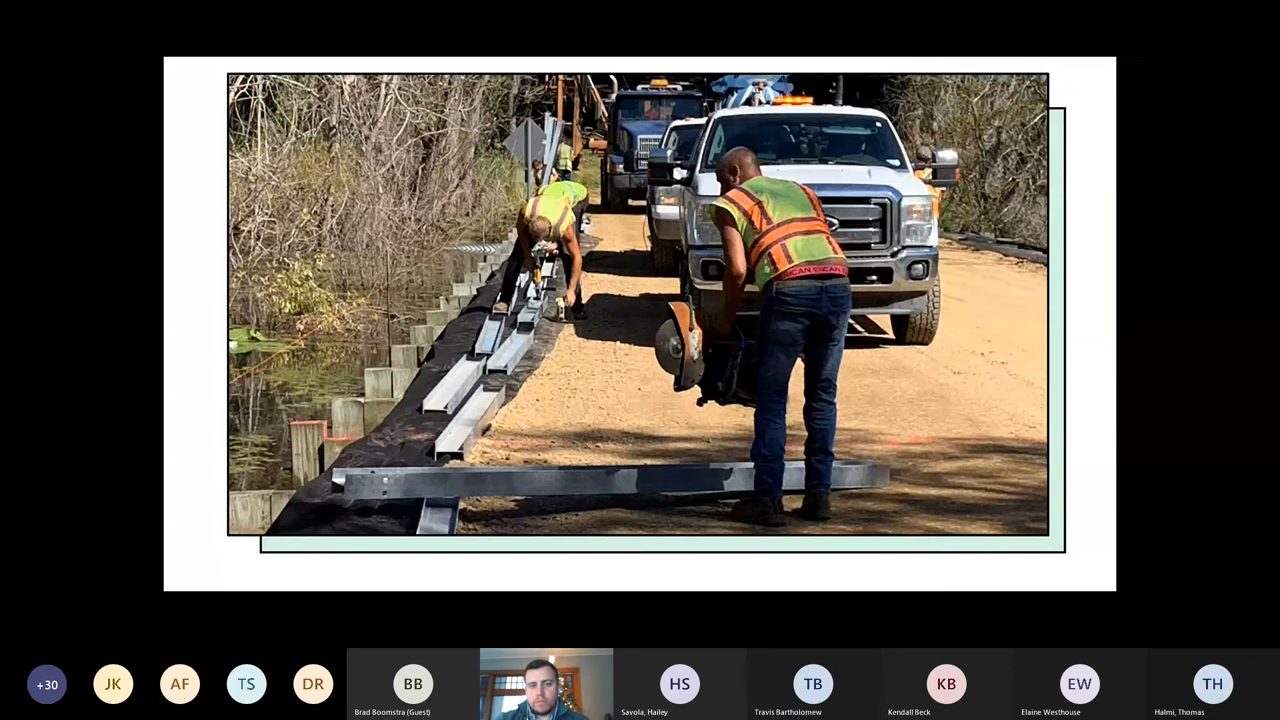 +30
JK
AF
TS
DR
BB
HS
TB
KB
EW
TH
Brad Boomstra (Guest)
Savola, Hailey
Travis Bartholomew
Kendall Beck
Elaine Westhouse
Halmi, Thomas